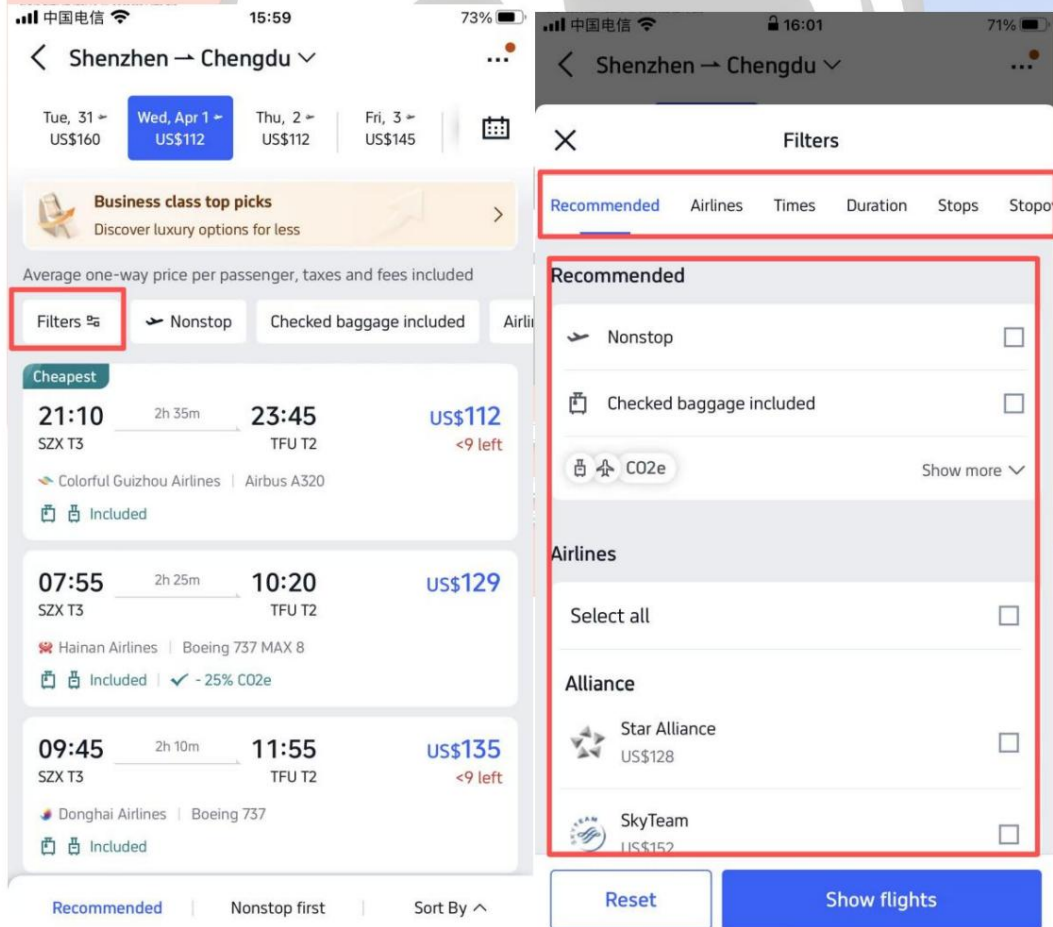 中国电信
15:59
73%
Shenzhen → Chengdu
Tue, 31
US$160
Wed, Apr 1
US$112
Thu, 2
US$112
Fri, 3
US$145
Business class top picks
Discover luxury options for less
Average one-way price per passenger, taxes and fees included
Filters
Nonstop
Checked baggage included
Cheapest
21:10
2h 35m
23:45
US$112
SZX T3
TFU T2
<9 left
Colorful Guizhou Airlines | Airbus A320
Included
07:55
2h 25m
10:20
US$129
SZX T3
TFU T2
Hainan Airlines | Boeing 737 MAX 8
Included | ✓ - 25% CO2e
09:45
2h 10m
11:55
US$135
SZX T3
TFU T2
<9 left
Donghai Airlines | Boeing 737
Included
Recommended
Nonstop first
Sort By
中国电信
16:01
71%
Shenzhen → Chengdu
Filters
Recommended
Airlines
Times
Duration
Stops
Stopo
Recommended
Nonstop
Checked baggage included
CO2e
Show more
Airlines
Select all
Alliance
Star Alliance
US$128
SkyTeam
US$152
Reset
Show flights